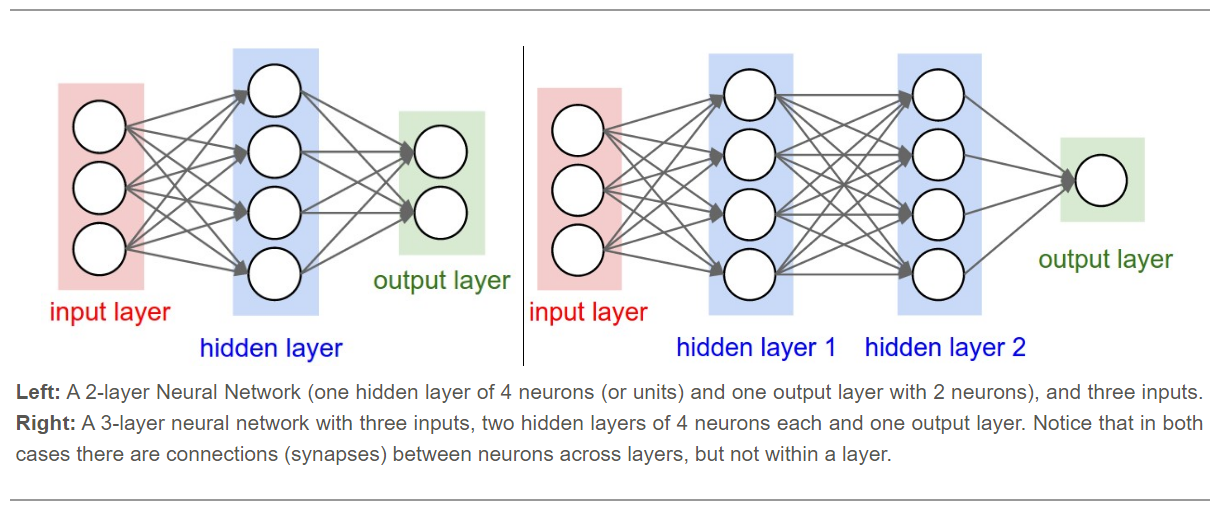 input layer
hidden layer
output layer
input layer
hidden layer 1
hidden layer 2
output layer
Left: A 2-layer Neural Network (one hidden layer of 4 neurons (or units) and one output layer with 2 neurons), and three inputs.
Right: A 3-layer neural network with three inputs, two hidden layers of 4 neurons each and one output layer. Notice that in both
cases there are connections (synapses) between neurons across layers, but not within a layer.